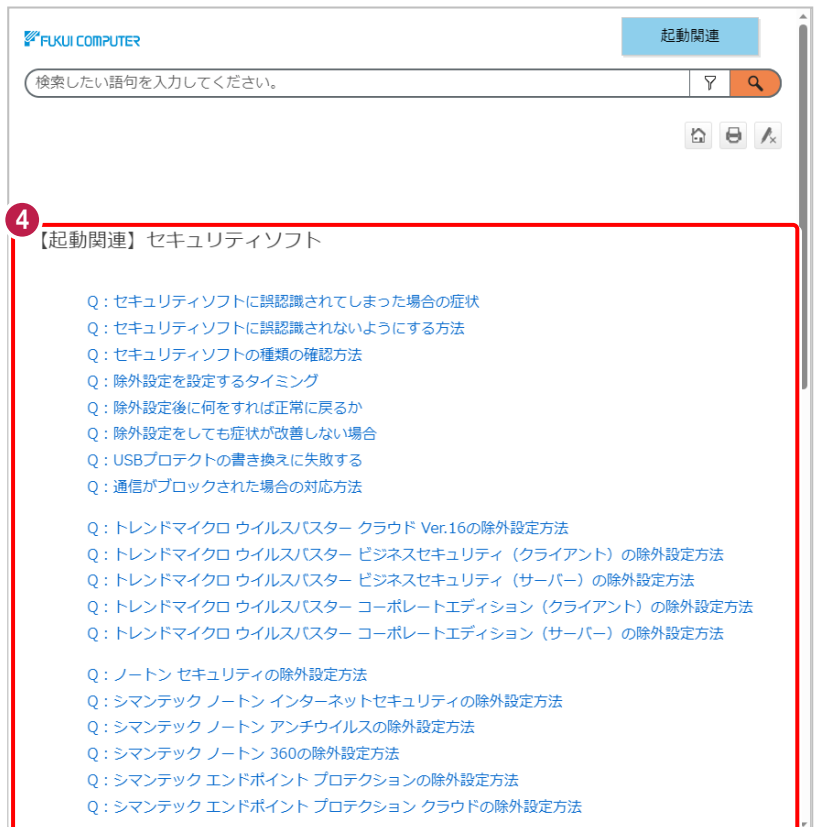 FUKUI COMPUTER
起動関連
検索したい語句を入力してください。
4
【起動関連】セキュリティソフト
Q：セキュリティソフトに誤認識されてしまった場合の症状
Q：セキュリティソフトに誤認識されないようにする方法
Q：セキュリティソフトの種類の確認方法
Q：除外設定を設定するタイミング
Q：除外設定後に何をすれば正常に戻るか
Q：除外設定をしても症状が改善しない場合
Q：USBプロテクトの書き換えに失敗する
Q：通信がブロックされた場合の対応方法
Q：トレンドマイクロ ウイルスバスター クラウド Ver.16の除外設定方法
Q：トレンドマイクロ ウイルスバスター ビジネスセキュリティ（クライアント）の除外設定方法
Q：トレンドマイクロ ウイルスバスター ビジネスセキュリティ（サーバー）の除外設定方法
Q：トレンドマイクロ ウイルスバスター コーポレートエディション（クライアント）の除外設定方法
Q：トレンドマイクロ ウイルスバスター コーポレートエディション（サーバー）の除外設定方法
Q：ノートン セキュリティの除外設定方法
Q：シマンテック ノートン インターネットセキュリティの除外設定方法
Q：シマンテック ノートン アンチウイルスの除外設定方法
Q：シマンテック ノートン 360の除外設定方法
Q：シマンテック エンドポイント プロテクションの除外設定方法
Q：シマンテック エンドポイント プロテクション クラウドの除外設定方法